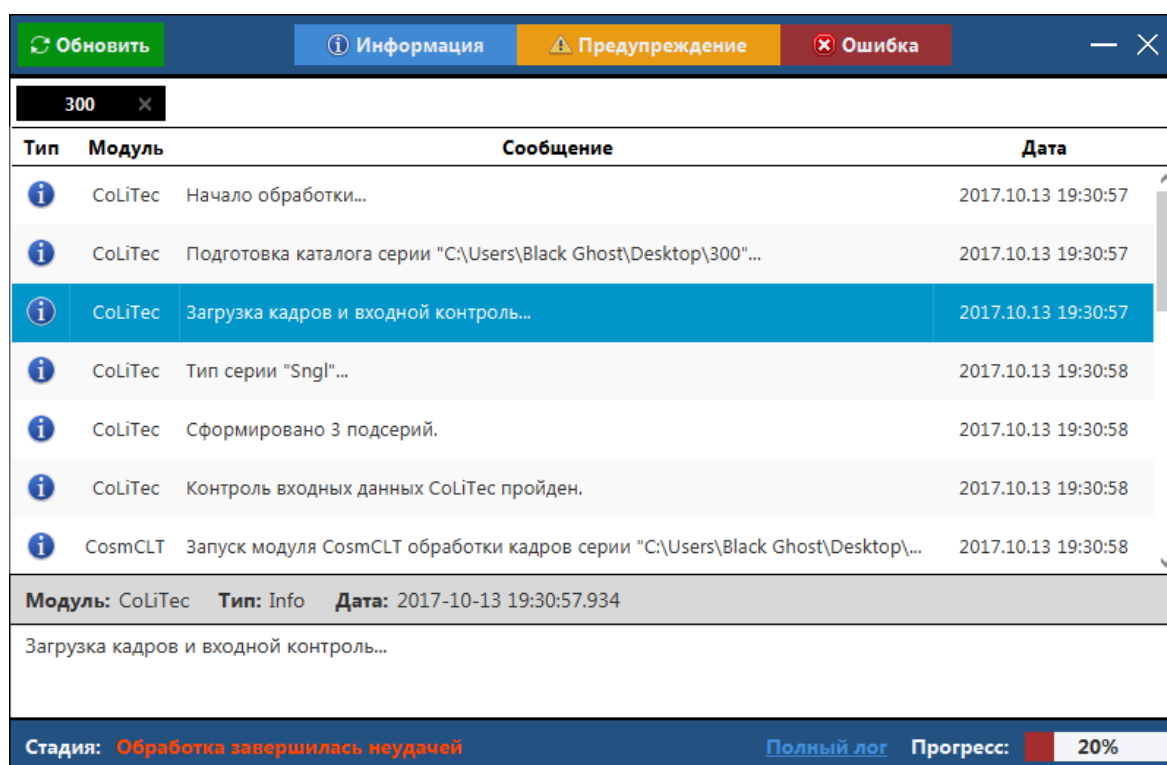 Обновить Информация Предупреждение Ошибка
300
Тип Модуль Сообщение Дата
CoLiTec Начало обработки... 2017.10.13 19:30:57
CoLiTec Подготовка каталога серии "C:\Users\Black Ghost\Desktop\300"... 2017.10.13 19:30:57
CoLiTec Загрузка кадров и входной контроль... 2017.10.13 19:30:57
CoLiTec Тип серии "Sngl"... 2017.10.13 19:30:58
CoLiTec Сформировано 3 подсерий. 2017.10.13 19:30:58
CoLiTec Контроль входных данных CoLiTec пройден. 2017.10.13 19:30:58
CosmCLT Запуск модуля CosmCLT обработки кадров серии "C:\Users\Black Ghost\Desktop\... 2017.10.13 19:30:58
Модуль: CoLiTec Тип: Info Дата: 2017-10-13 19:30:57.934
Загрузка кадров и входной контроль...
Стадия: Обработка завершилась неудачей Полный лог Прогресс: 20%